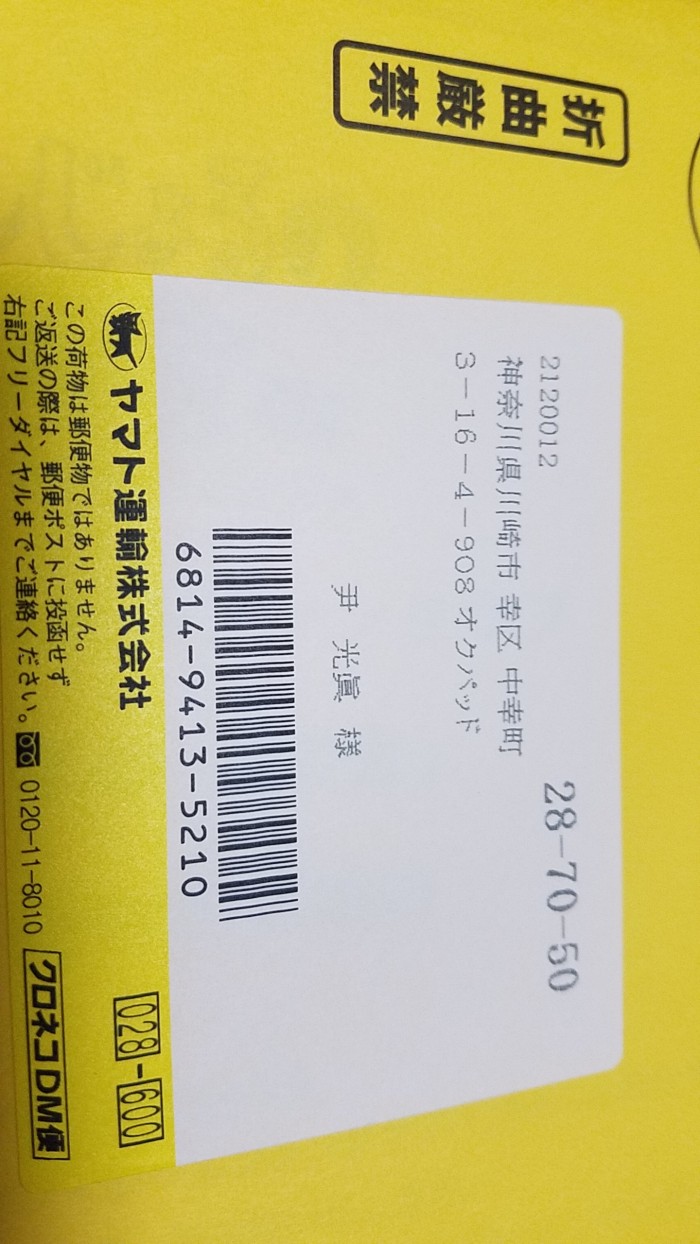 折曲厳禁
28-70-50
2120012
神奈川県川崎市 幸区 中幸町
3-16-4-908オクパッド
尹 光眞 様
6814-9413-5210
ヤマト運輸株式会社
028-600
この荷物は郵便物ではありません。
ご返送の際は、郵便ポストに投函せず
右記フリーダイヤルまでご連絡ください。 0120-11-8010
クロネコDM便